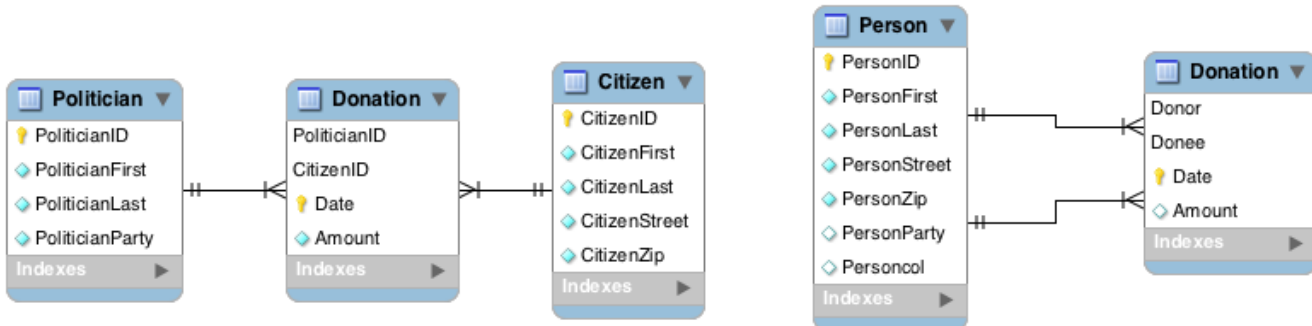 Politician
PoliticianID
PoliticianFirst
PoliticianLast
PoliticianParty
Indexes
Donation
PoliticianID
CitizenID
Date
Amount
Indexes
Citizen
CitizenID
CitizenFirst
CitizenLast
CitizenStreet
CitizenZip
Indexes
Person
PersonID
PersonFirst
PersonLast
PersonStreet
PersonZip
PersonParty
Personcol
Indexes
Donation
Donor
Donee
Date
Amount
Indexes